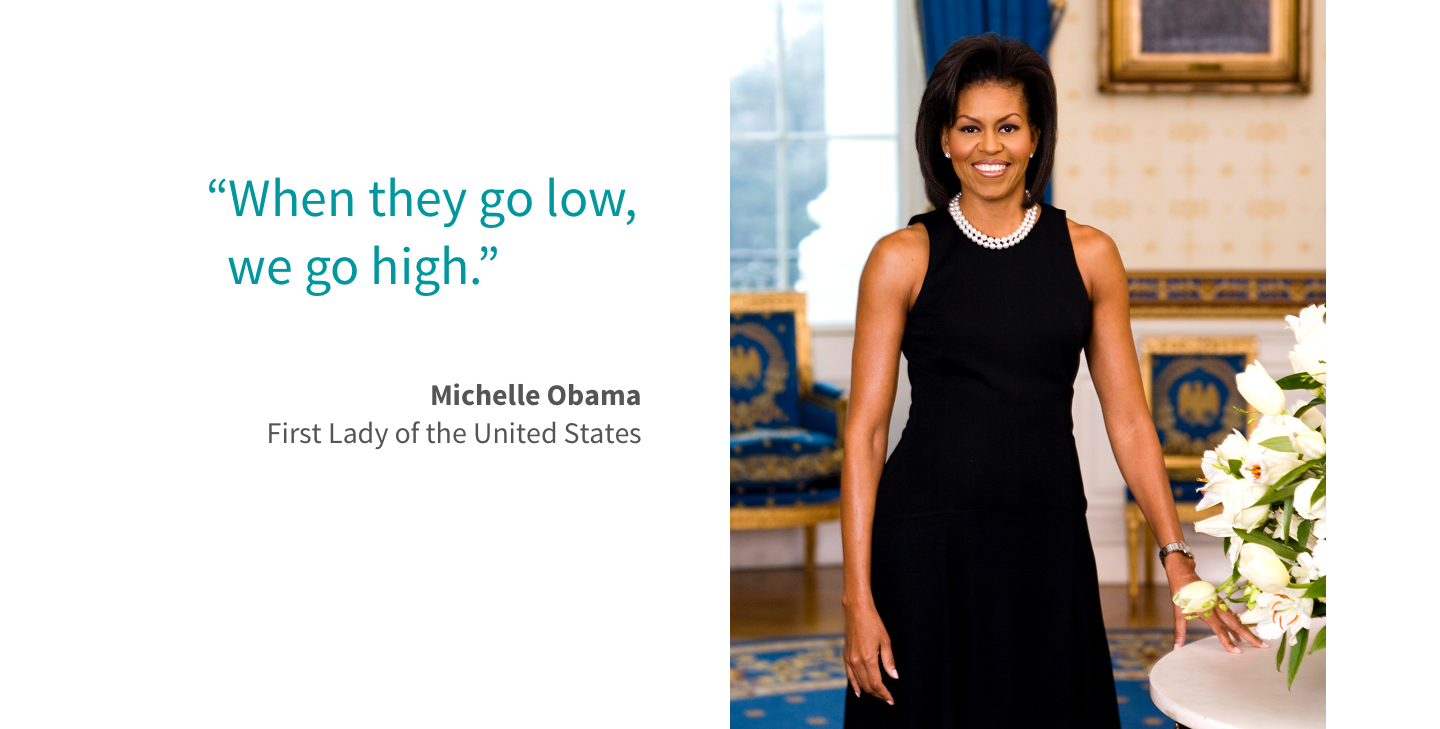 “When they go low,
we go high.”
Michelle Obama
First Lady of the United States